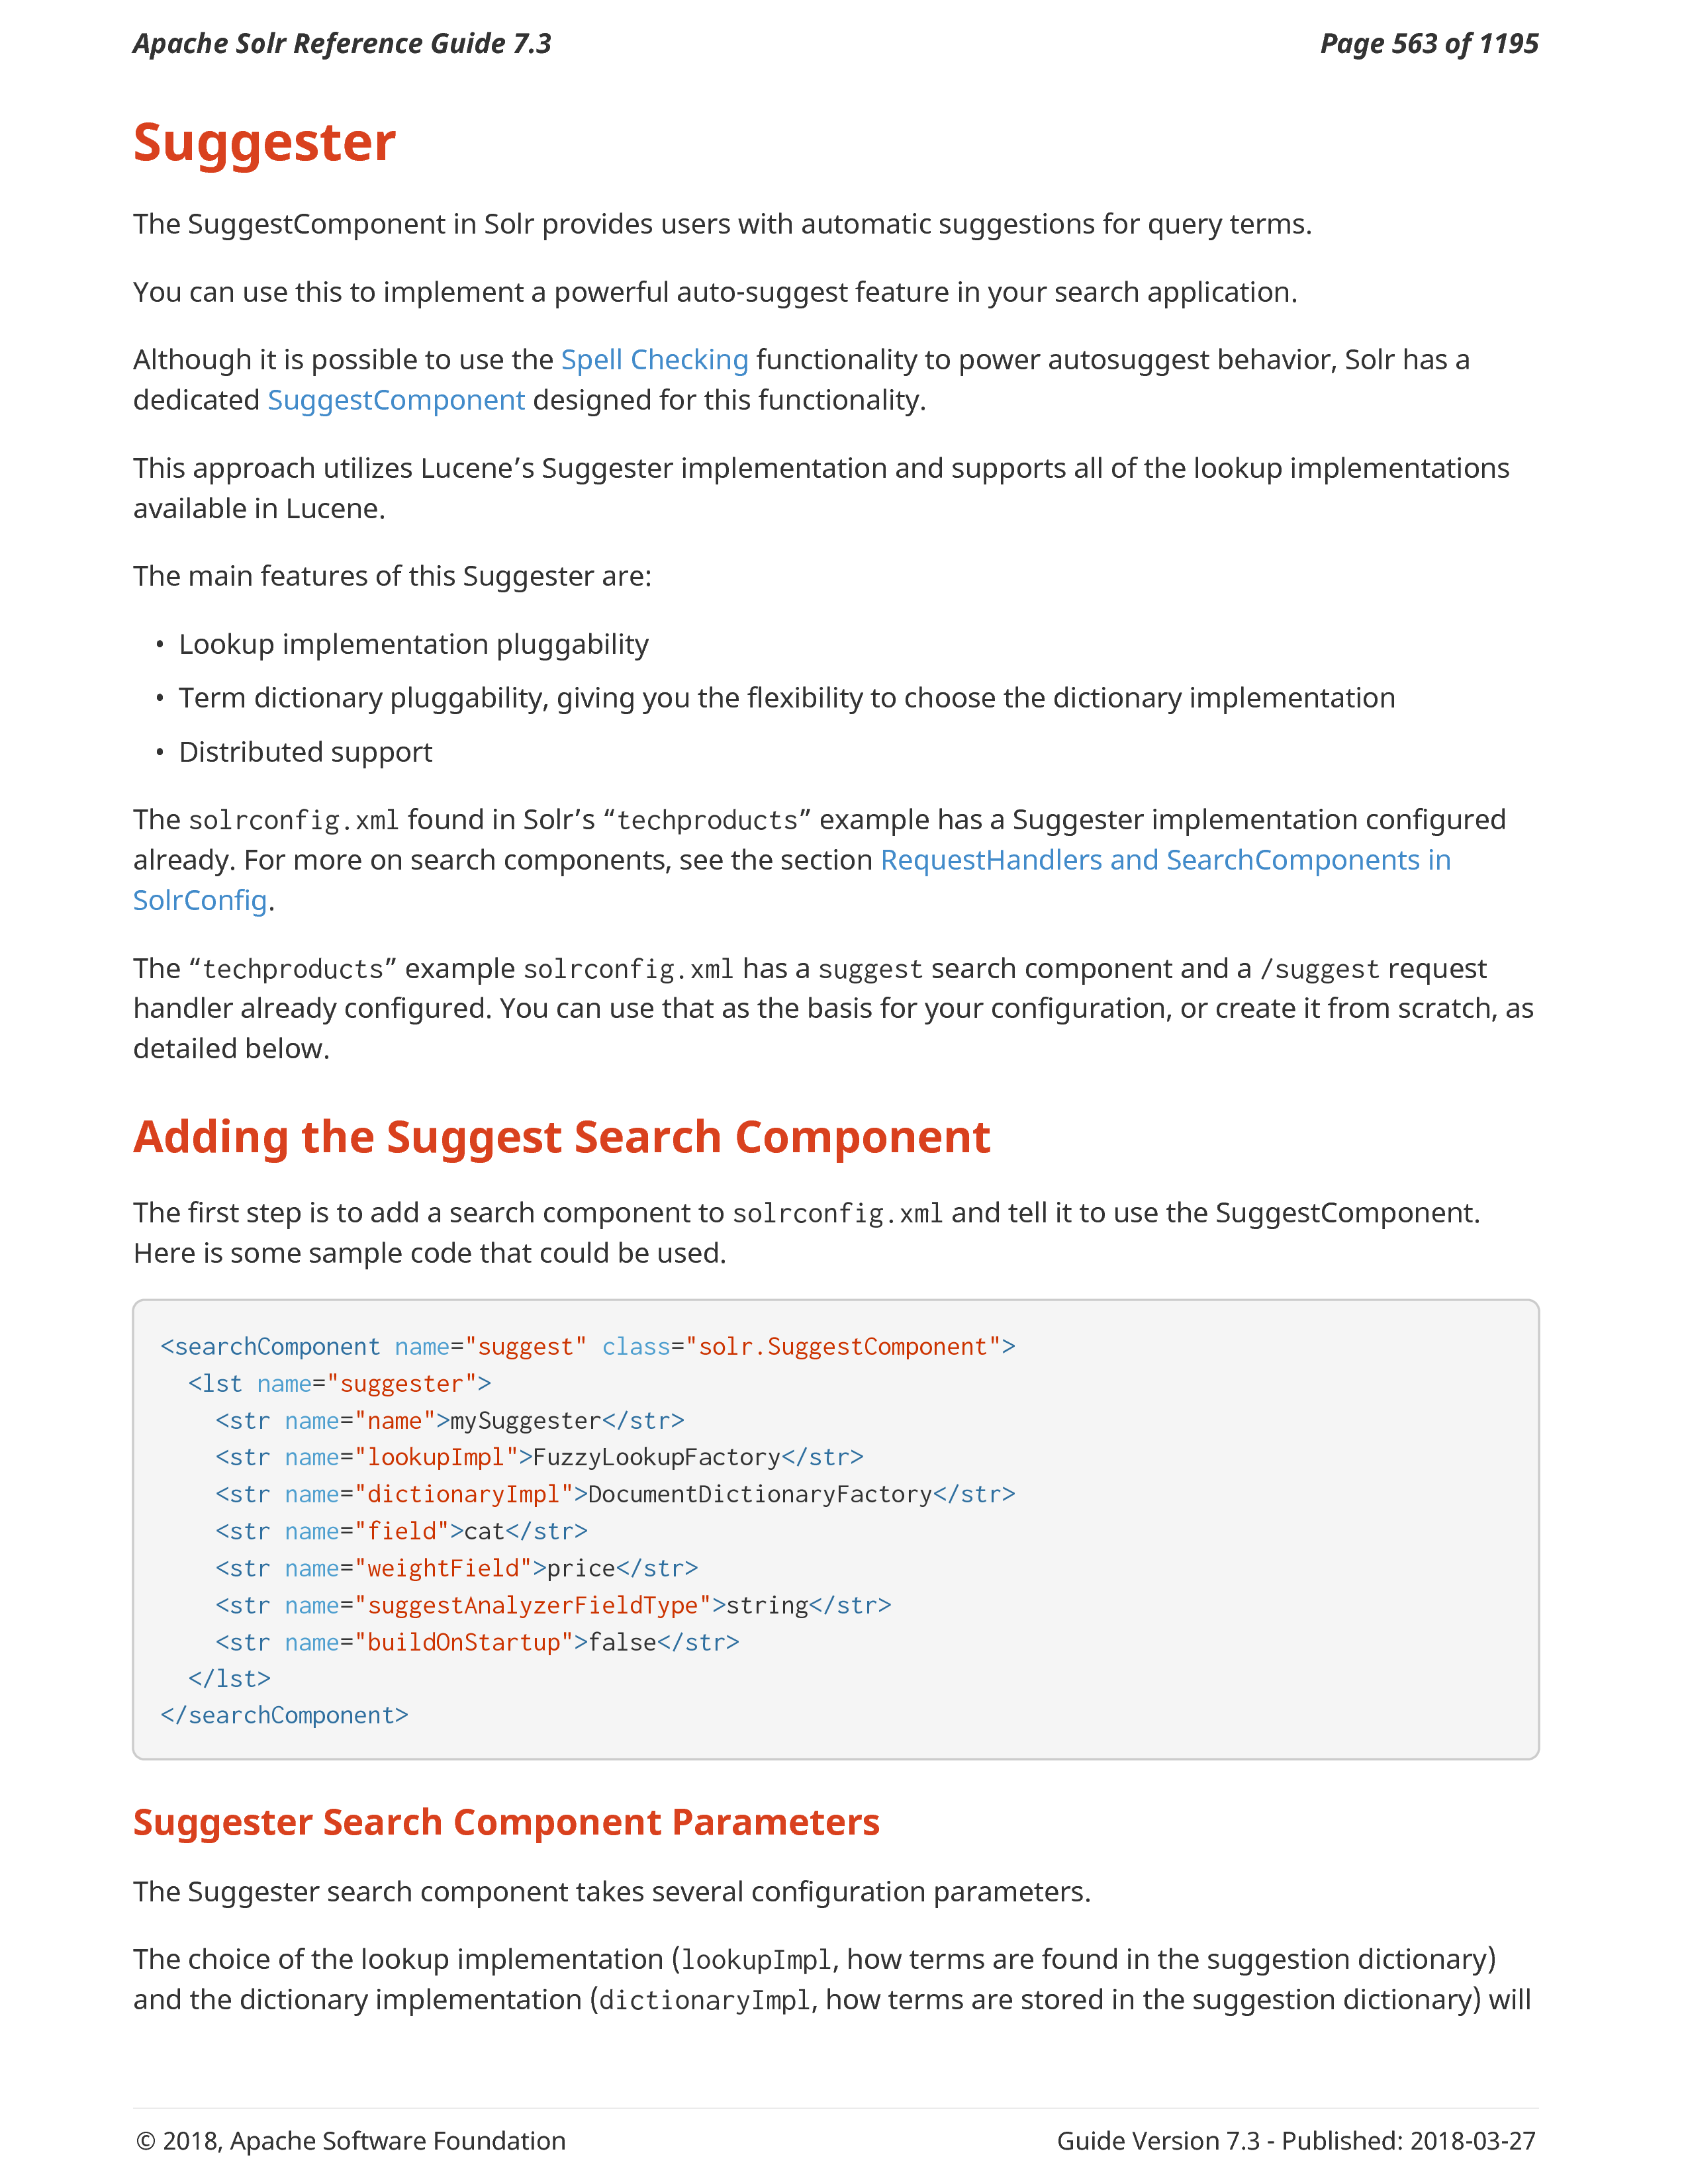 Apache Solr Reference Guide 7.3
Page 563 of 1195
Suggester
The SuggestComponent in Solr provides users with automatic suggestions for query terms.
You can use this to implement a powerful auto-suggest feature in your search application.
Although it is possible to use the Spell Checking functionality to power autosuggest behavior, Solr has a
dedicated SuggestComponent designed for this functionality.
This approach utilizes Lucene’s Suggester implementation and supports all of the lookup implementations
available in Lucene.
The main features of this Suggester are:
• Lookup implementation pluggability
• Term dictionary pluggability, giving you the flexibility to choose the dictionary implementation
• Distributed support
The solrconfig.xml found in Solr’s “techproducts” example has a Suggester implementation configured
already. For more on search components, see the section RequestHandlers and SearchComponents in
SolrConfig.
The “techproducts” example solrconfig.xml has a suggest search component and a /suggest request
handler already configured. You can use that as the basis for your configuration, or create it from scratch, as
detailed below.
Adding the Suggest Search Component
The first step is to add a search component to solrconfig.xml and tell it to use the SuggestComponent.
Here is some sample code that could be used.
<searchComponent name="suggest" class="solr.SuggestComponent">
  <lst name="suggester">
    <str name="name">mySuggester</str>
    <str name="lookupImpl">FuzzyLookupFactory</str>
    <str name="dictionaryImpl">DocumentDictionaryFactory</str>
    <str name="field">cat</str>
    <str name="weightField">price</str>
    <str name="suggestAnalyzerFieldType">string</str>
    <str name="buildOnStartup">false</str>
  </lst>
</searchComponent>
Suggester Search Component Parameters
The Suggester search component takes several configuration parameters.
The choice of the lookup implementation (lookupImpl, how terms are found in the suggestion dictionary)
and the dictionary implementation (dictionaryImpl, how terms are stored in the suggestion dictionary) will
© 2018, Apache Software Foundation
Guide Version 7.3 - Published: 2018-03-27